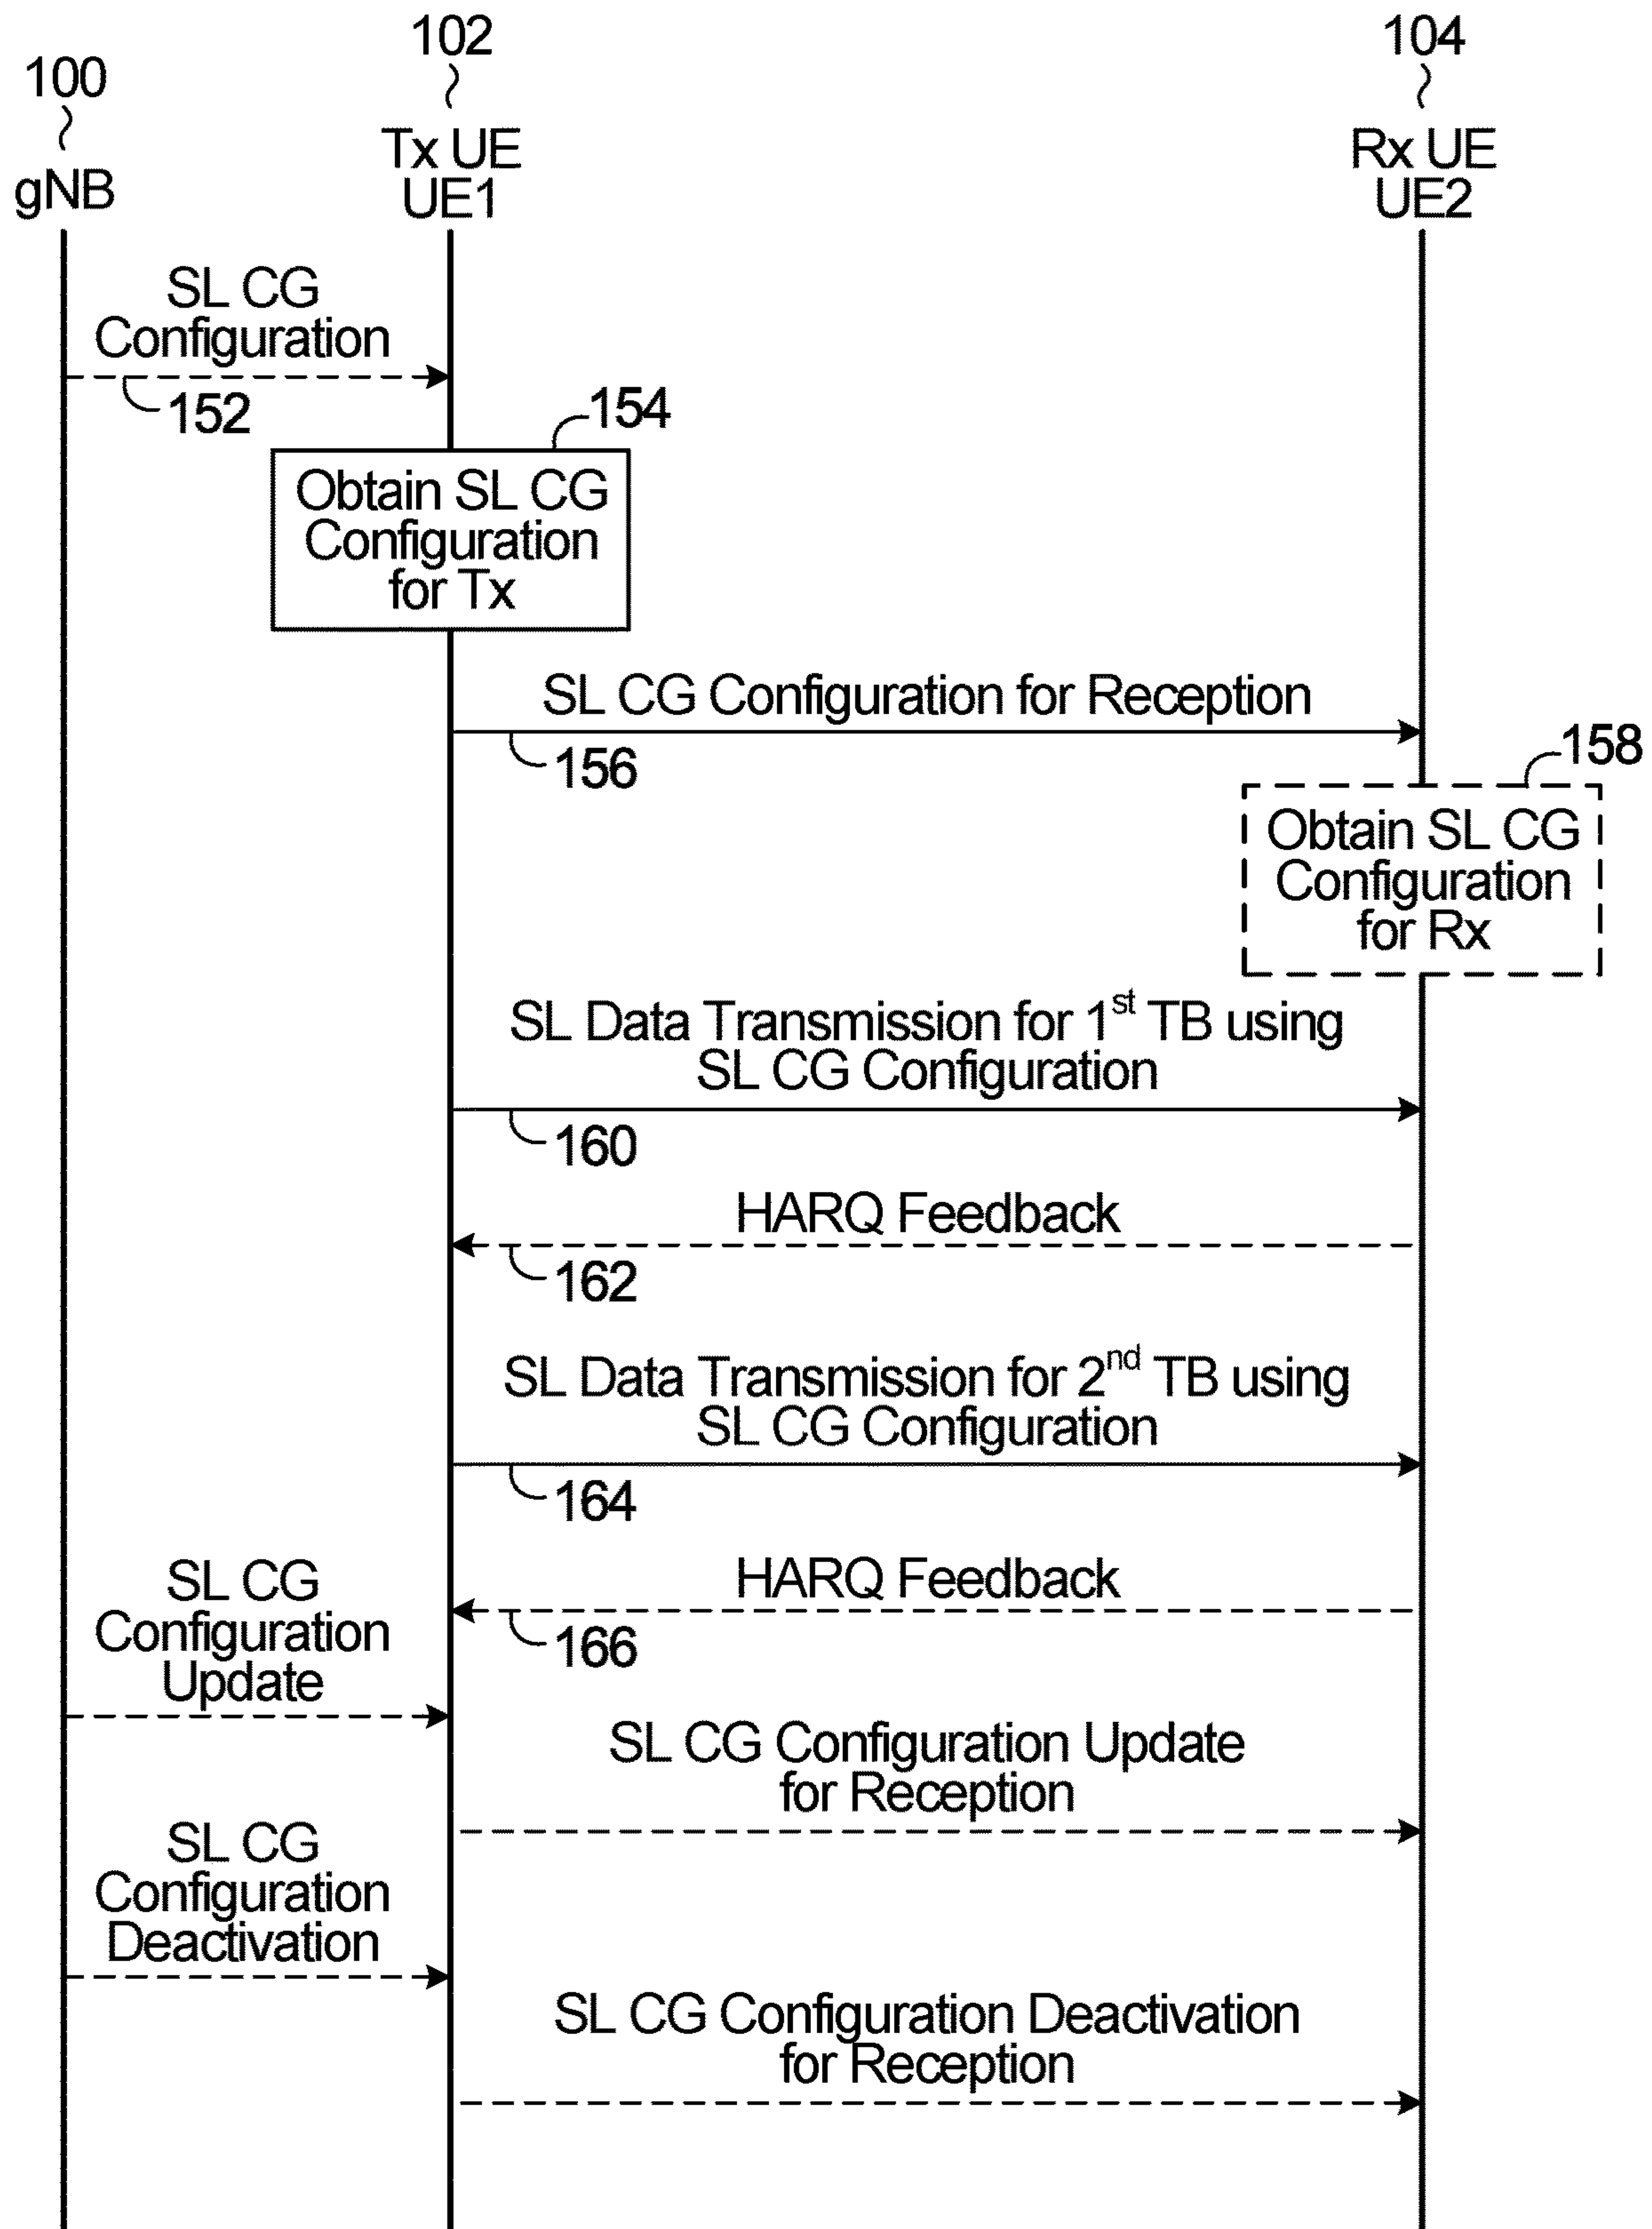 102
104
100
Tx UE
UE1
Rx UE
UE2
gNB
SL CG
Configuration
152
154
Obtain SL CG
Configuration
for Tx
SL CG Configuration for Reception
156
158
Obtain SL CG
Configuration
for Rx
SL Data Transmission for 1st TB using
SL CG Configuration
160
HARQ Feedback
162
SL Data Transmission for 2nd TB using
SL CG Configuration
164
HARQ Feedback
166
SL CG
Configuration
Update
SL CG Configuration Update
for Reception
SL CG
Configuration
Deactivation
SL CG Configuration Deactivation
for Reception